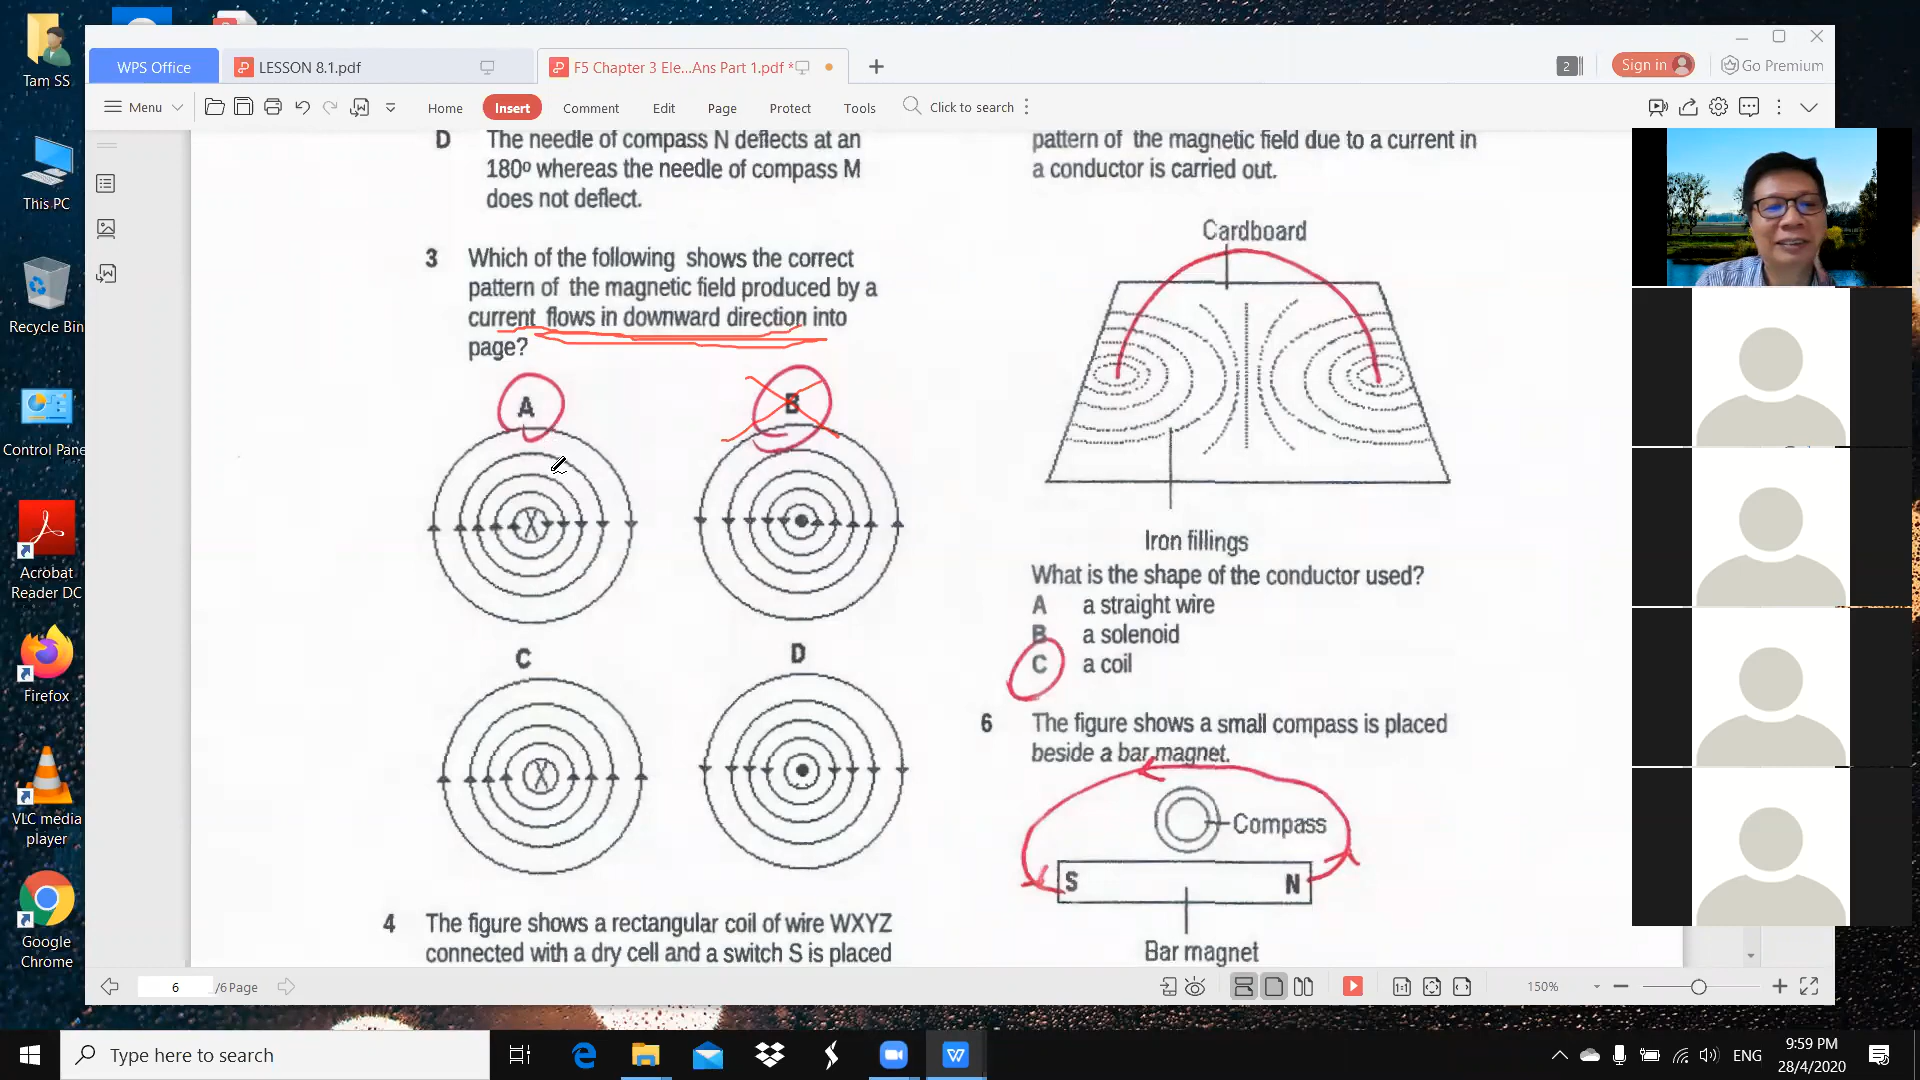 Tam SS
This PC
Recycle Bin
Control Pane
Acrobat
Reader DC
Firefox
VLC media
player
Google
Chrome
WPS Office
LESSON 8.1.pdf
F5 Chapter 3 Ele...Ans Part 1.pdf *
2
Sign in
Go Premium
Menu
Home
Insert
Comment
Edit
Page
Protect
Tools
Click to search
D The needle of compass N deflects at an
180º whereas the needle of compass M
does not deflect.
3 Which of the following shows the correct
pattern of the magnetic field produced by a
current flows in downward direction into
page?
A
B
C
D
4 The figure shows a rectangular coil of wire WXYZ
connected with a dry cell and a switch S is placed
pattern of the magnetic field due to a current in
a conductor is carried out.
Cardboard
Iron fillings
What is the shape of the conductor used?
A a straight wire
B a solenoid
C a coil
6 The figure shows a small compass is placed
beside a bar magnet.
Compass
S
N
Bar magnet
6
/6Page
150%
Type here to search
ENG
9:59 PM
28/4/2020